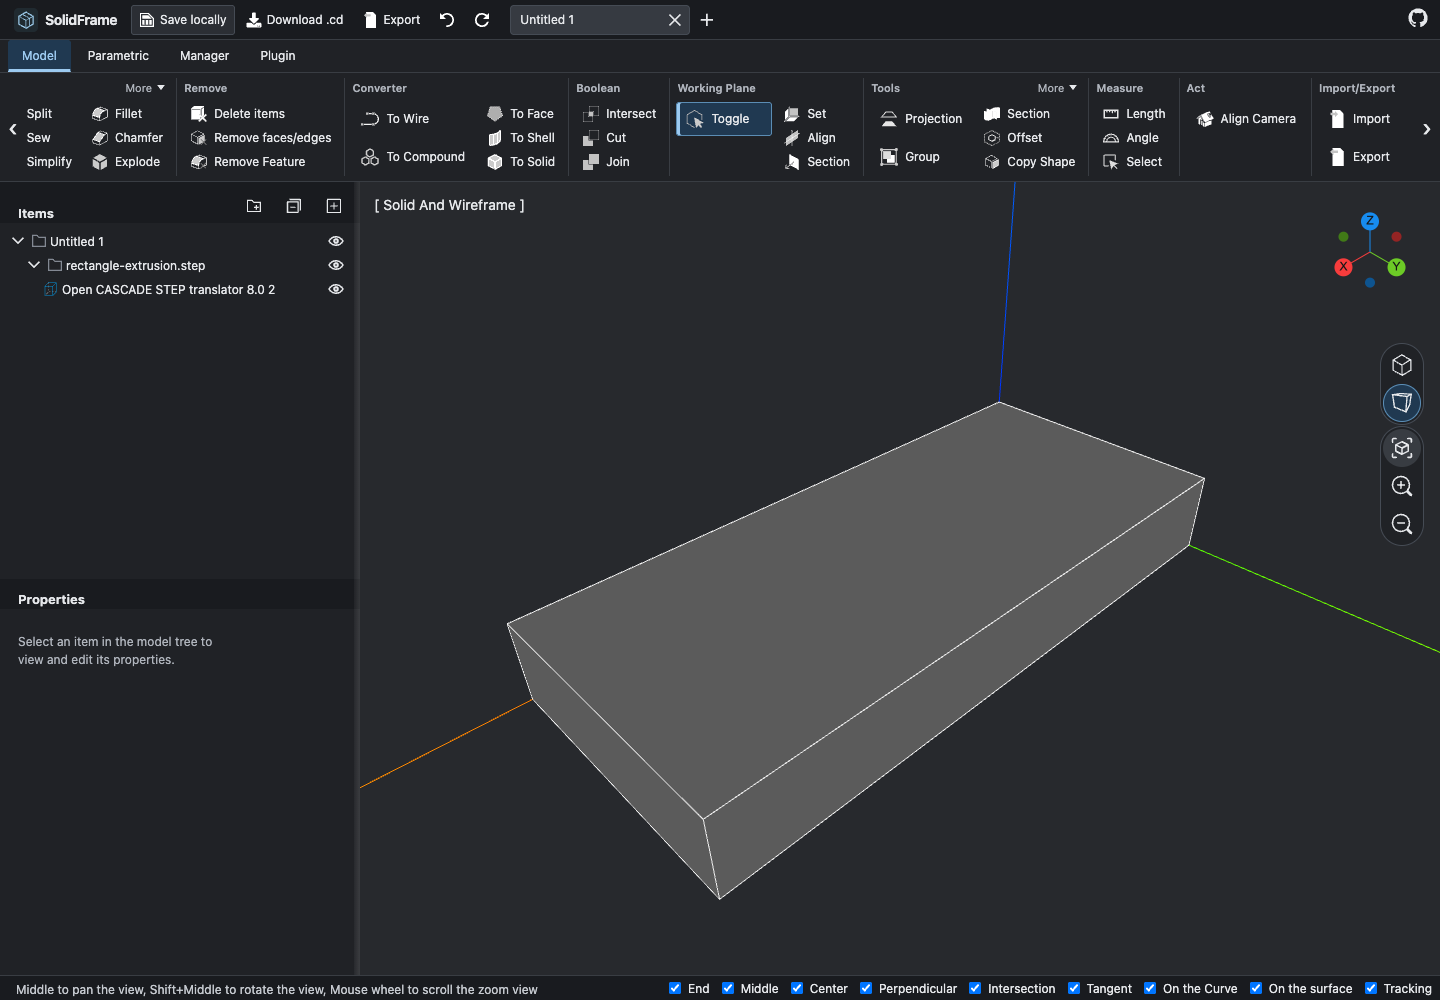 SolidFrame Save locally Download .cd Export Untitled 1
Model Parametric Manager Plugin
More Remove Converter Boolean Working Plane Tools More Measure Act Import/Export
Split Fillet Delete items To Wire To Face Intersect Toggle Set Projection Section Length Align Camera Import
Sew Chamfer Remove faces/edges To Shell Cut Align Offset Angle
Simplify Explode Remove Feature To Compound To Solid Join Section Group Copy Shape Select Export
Items
[ Solid And Wireframe ]
Z
X Y
Untitled 1
rectangle-extrusion.step
Open CASCADE STEP translator 8.0 2
Properties
Select an item in the model tree to
view and edit its properties.
Middle to pan the view, Shift+Middle to rotate the view, Mouse wheel to scroll the zoom view
End Middle Center Perpendicular Intersection Tangent On the Curve On the surface Tracking